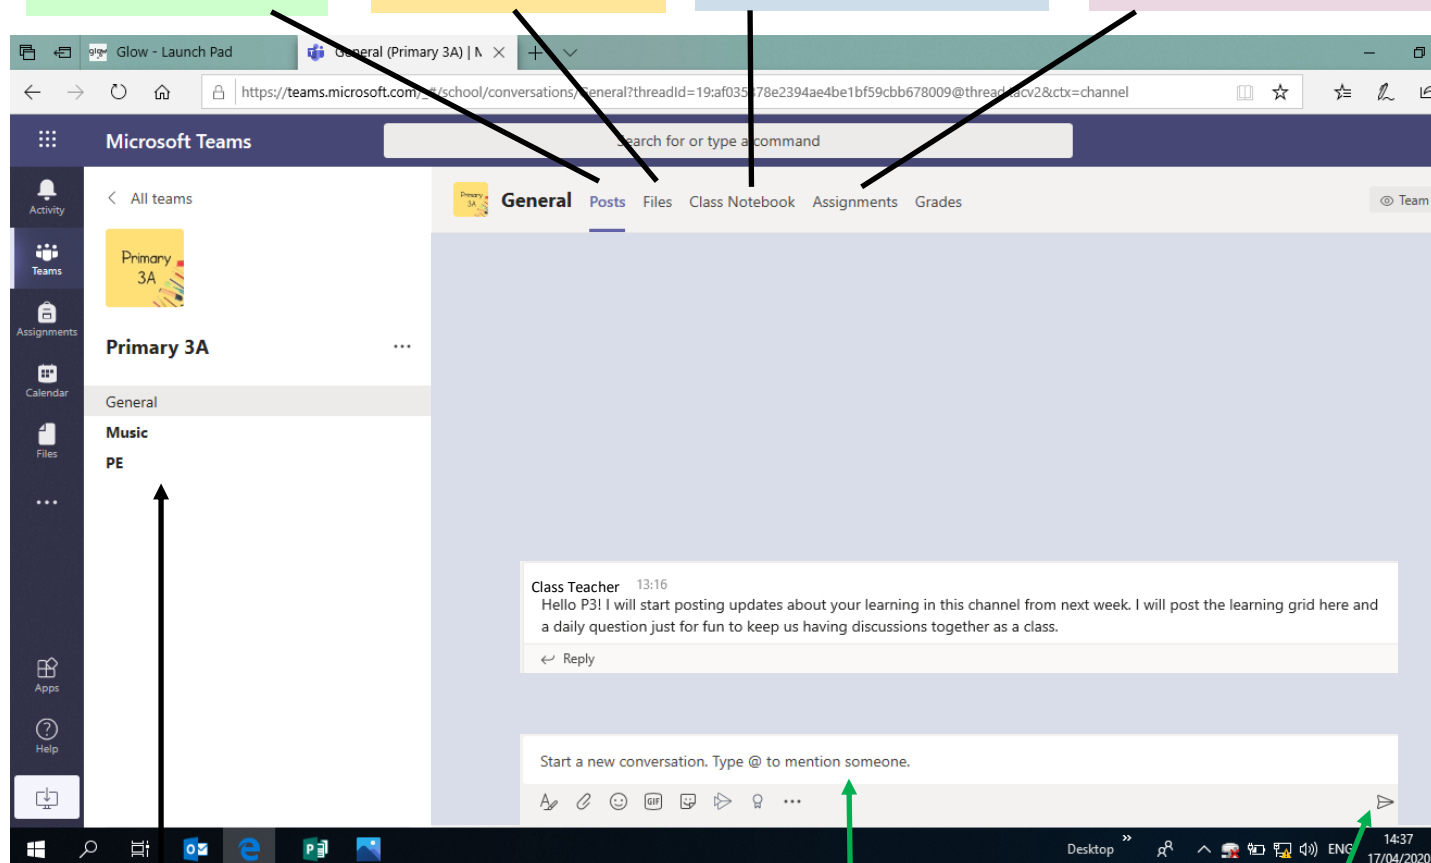 glow Glow - Launch Pad General (Primary 3A) | M
https://teams.microsoft.com/_#/school/conversations/General?threadId=19:af035378e2394ae4be1bf59cbb678009@thread.tacv2&ctx=channel
Microsoft Teams
Search for or type a command
Activity
All teams
Primary 3A
General Posts Files Class Notebook Assignments Grades
Team
Teams
Primary
3A
Assignments
Primary 3A
Calendar
General
Music
Files
PE
Class Teacher 13:16
Hello P3! I will start posting updates about your learning in this channel from next week. I will post the learning grid here and
a daily question just for fun to keep us having discussions together as a class.
Reply
Apps
Help
Start a new conversation. Type @ to mention someone.
GIF
Desktop ENG 14:37
17/04/2020